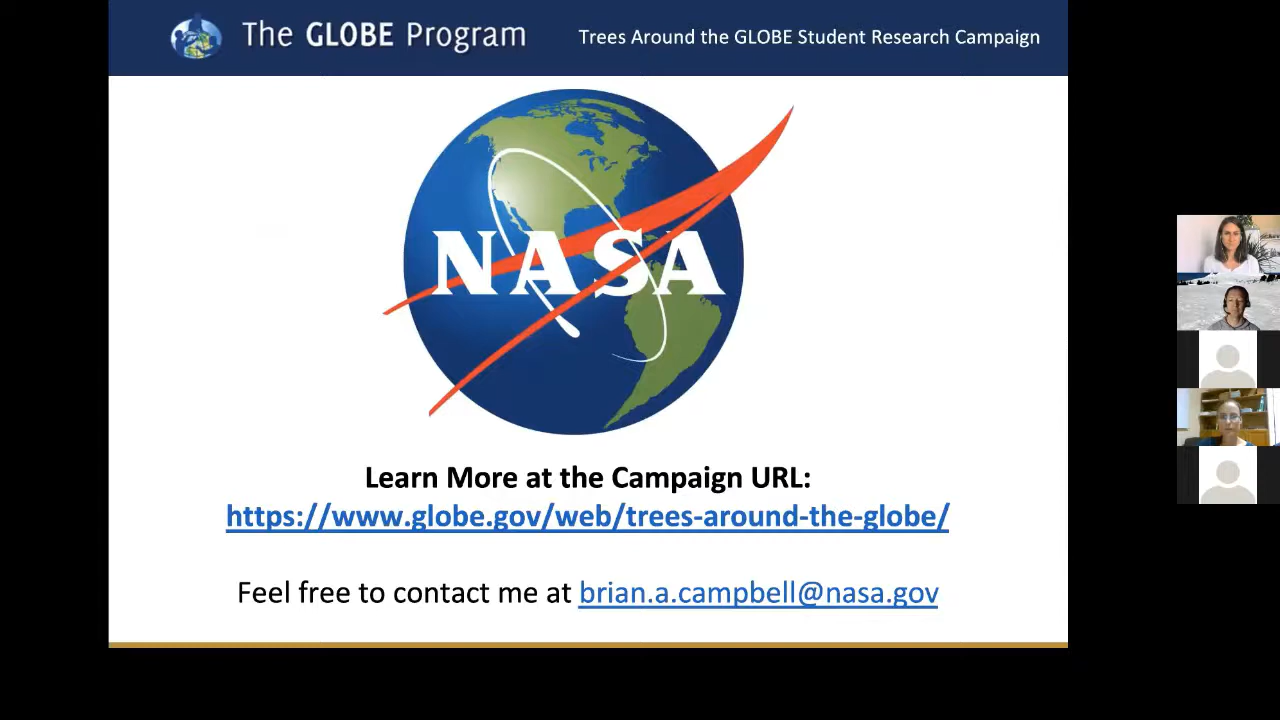 The GLOBE Program
Trees Around the GLOBE Student Research Campaign
NASA
Learn More at the Campaign URL:
https://www.globe.gov/web/trees-around-the-globe/
Feel free to contact me at brian.a.campbell@nasa.gov